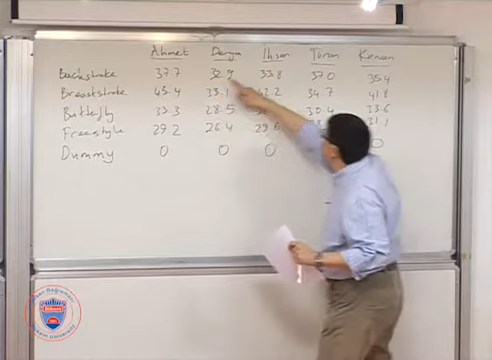 Ahmet Derya İhsan Turan Kenan
Backstroke 37.7 32.9 33.8 37.0 35.4
Breaststroke 43.4 33.1 42.2 34.7 41.8
Butterfly 33.3 28.5 30.4 33.6
Freestyle 29.2 26.4 29.6 31.1
Dummy 0 0 0 0